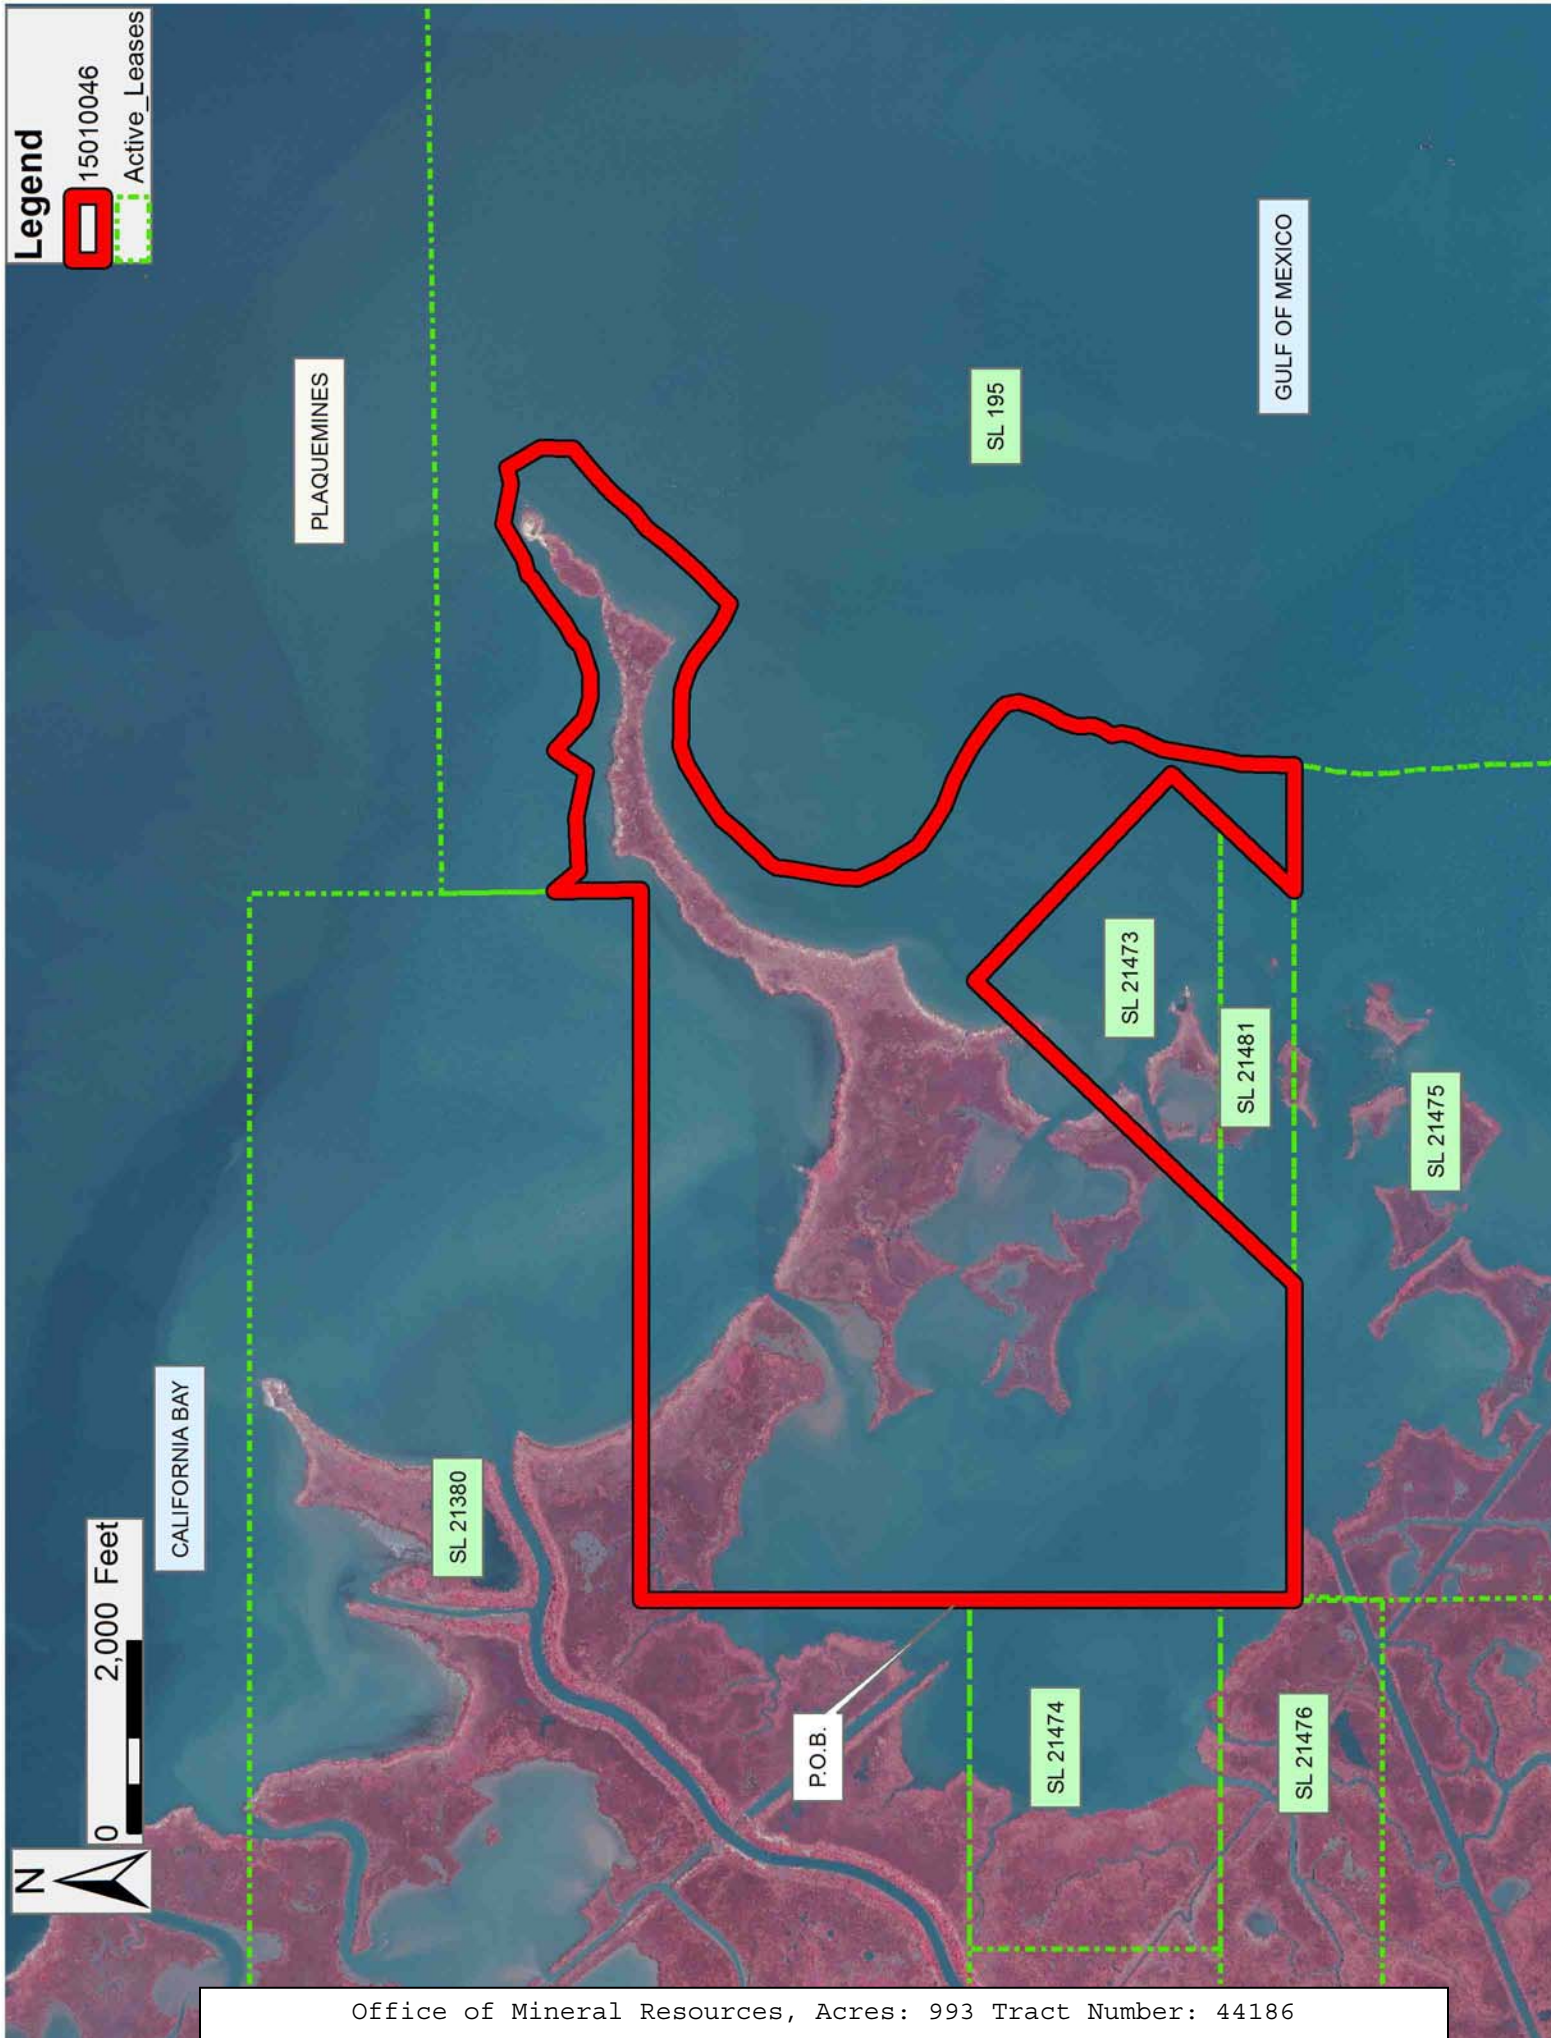 N
0 2,000 Feet
Legend
15010046
Active_Leases
CALIFORNIA BAY
PLAQUEMINES
SL 21380
SL 195
P.O.B.
SL 21473
SL 21474
SL 21481
GULF OF MEXICO
SL 21476
SL 21475
Office of Mineral Resources, Acres: 993 Tract Number: 44186